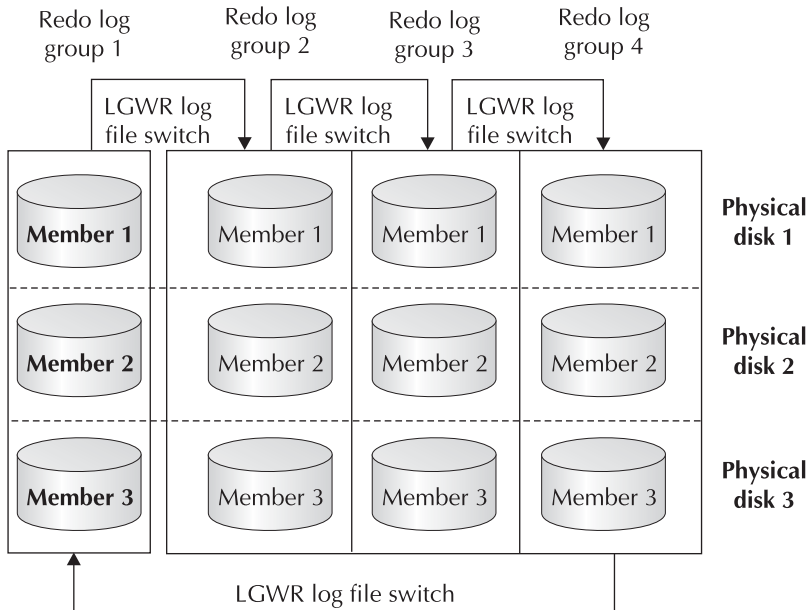 Redo log
group 1
Redo log
group 2
Redo log
group 3
Redo log
group 4
LGWR log
file switch
LGWR log
file switch
LGWR log
file switch
Member 1
Member 1
Member 1
Member 1
Physical
disk 1
Member 2
Member 2
Member 2
Member 2
Physical
disk 2
Member 3
Member 3
Member 3
Member 3
Physical
disk 3
LGWR log file switch